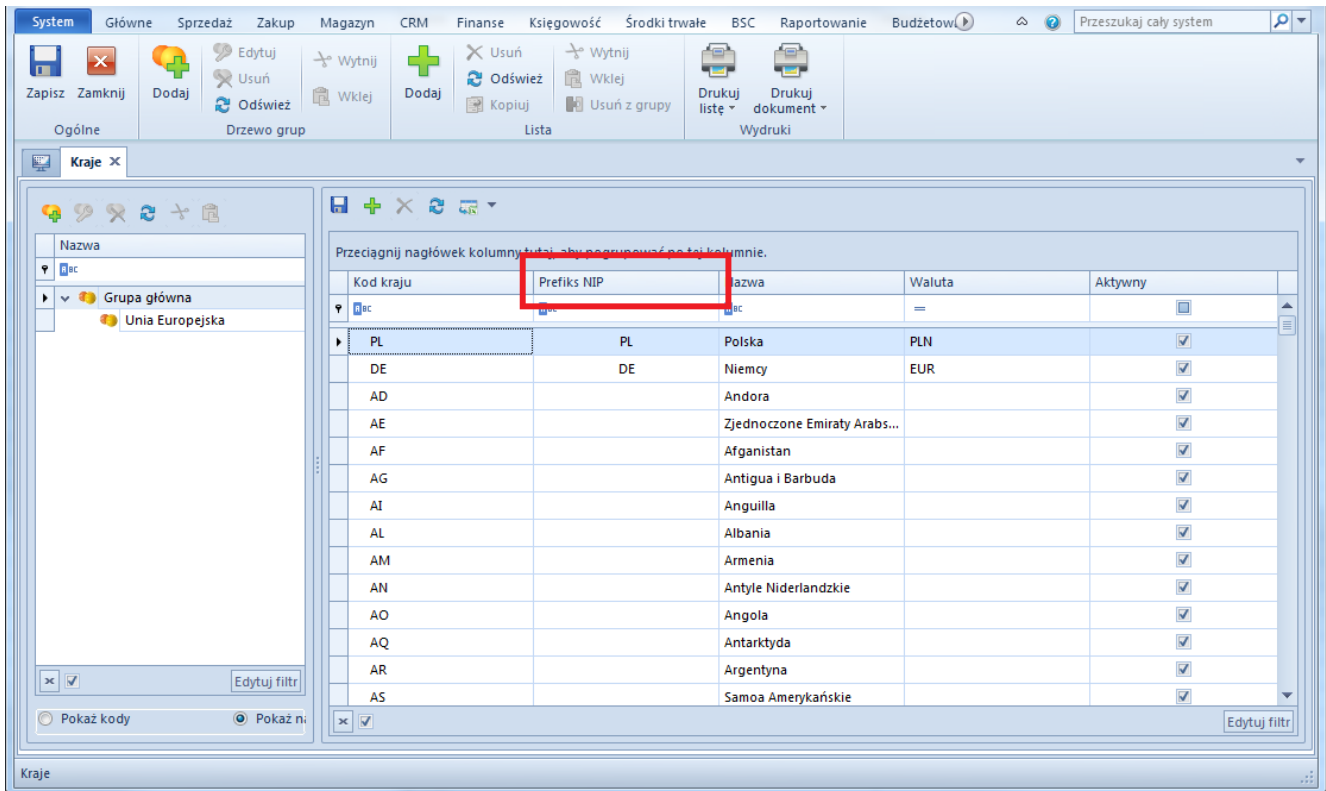 System Główne Sprzedaż Zakup Magazyn CRM Finanse Księgowość Środki trwałe BSC Raportowanie Budżetow Przeszukaj cały system
Zapisz Zamknij Dodaj Edytuj Usuń Odśwież Wytnij Wklej Dodaj Usuń Odśwież Kopiuj Wytnij Wklej Usuń z grupy Drukuj listę Drukuj dokument
Ogólne Drzewo grup Lista Wydruki
Kraje
Nazwa
Grupa główna
Unia Europejska
Edytuj filtr
Pokaż kody Pokaż
Przeciągnij nagłówek kolumny tutaj, aby pogrupować po tej kolumnie.
Kod kraju Prefiks NIP Nazwa Waluta Aktywny
=
PL PL Polska PLN
DE DE Niemcy EUR
AD Andora
AE Zjednoczone Emiraty Arabs...
AF Afganistan
AG Antigua i Barbuda
AI Anguilla
AL Albania
AM Armenia
AN Antyle Niderlandzkie
AO Angola
AQ Antarktyda
AR Argentyna
AS Samoa Amerykańskie
Edytuj filtr
Kraje